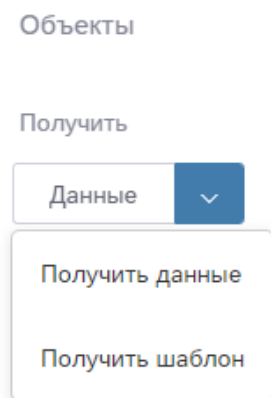 Объекты
Получить
Данные
Получить данные
Получить шаблон